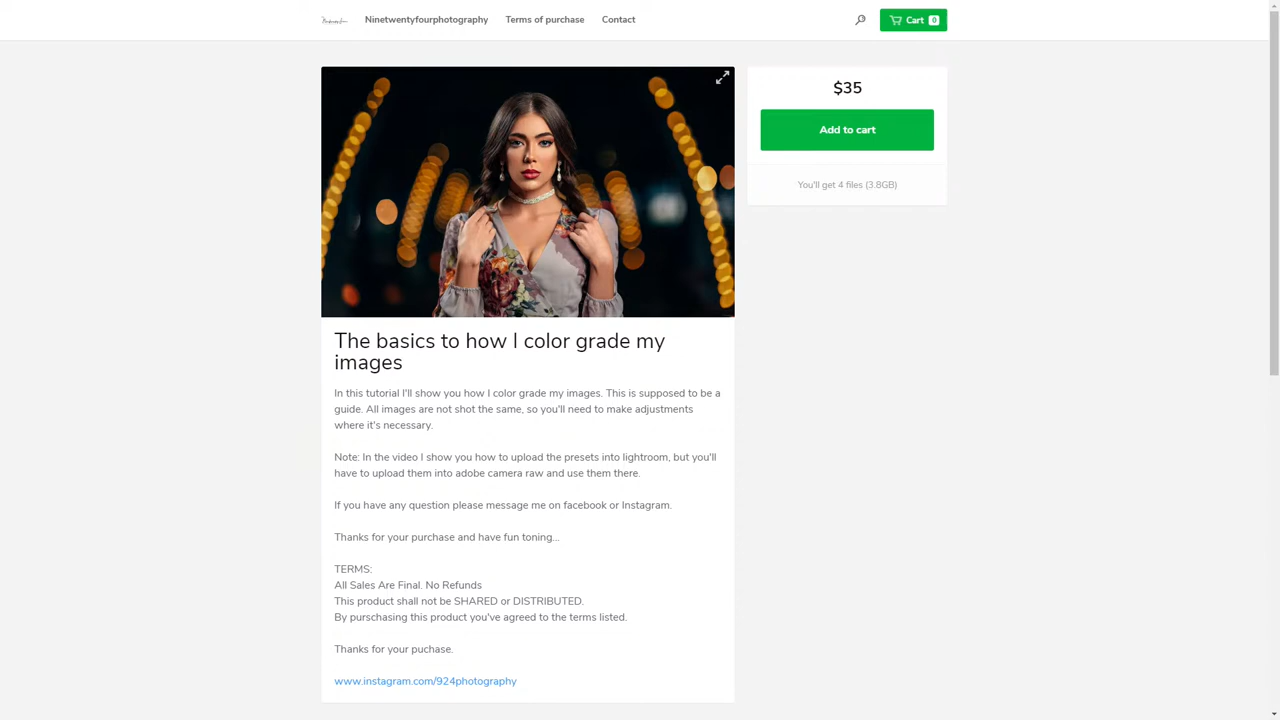 Ninetwentyfourphotography Terms of purchase Contact
Cart 0
$35
Add to cart
You'll get 4 files (3.8GB)
The basics to how I color grade my
images
In this tutorial I'll show you how I color grade my images. This is supposed to be a
guide. All images are not shot the same, so you'll need to make adjustments
where it's necessary.
Note: In the video I show you how to upload the presets into lightroom, but you'll
have to upload them into adobe camera raw and use them there.
If you have any question please message me on facebook or Instagram.
Thanks for your purchase and have fun toning...
TERMS:
All Sales Are Final. No Refunds
This product shall not be SHARED or DISTRIBUTED.
By purschasing this product you've agreed to the terms listed.
Thanks for your puchase.
www.instagram.com/924photography